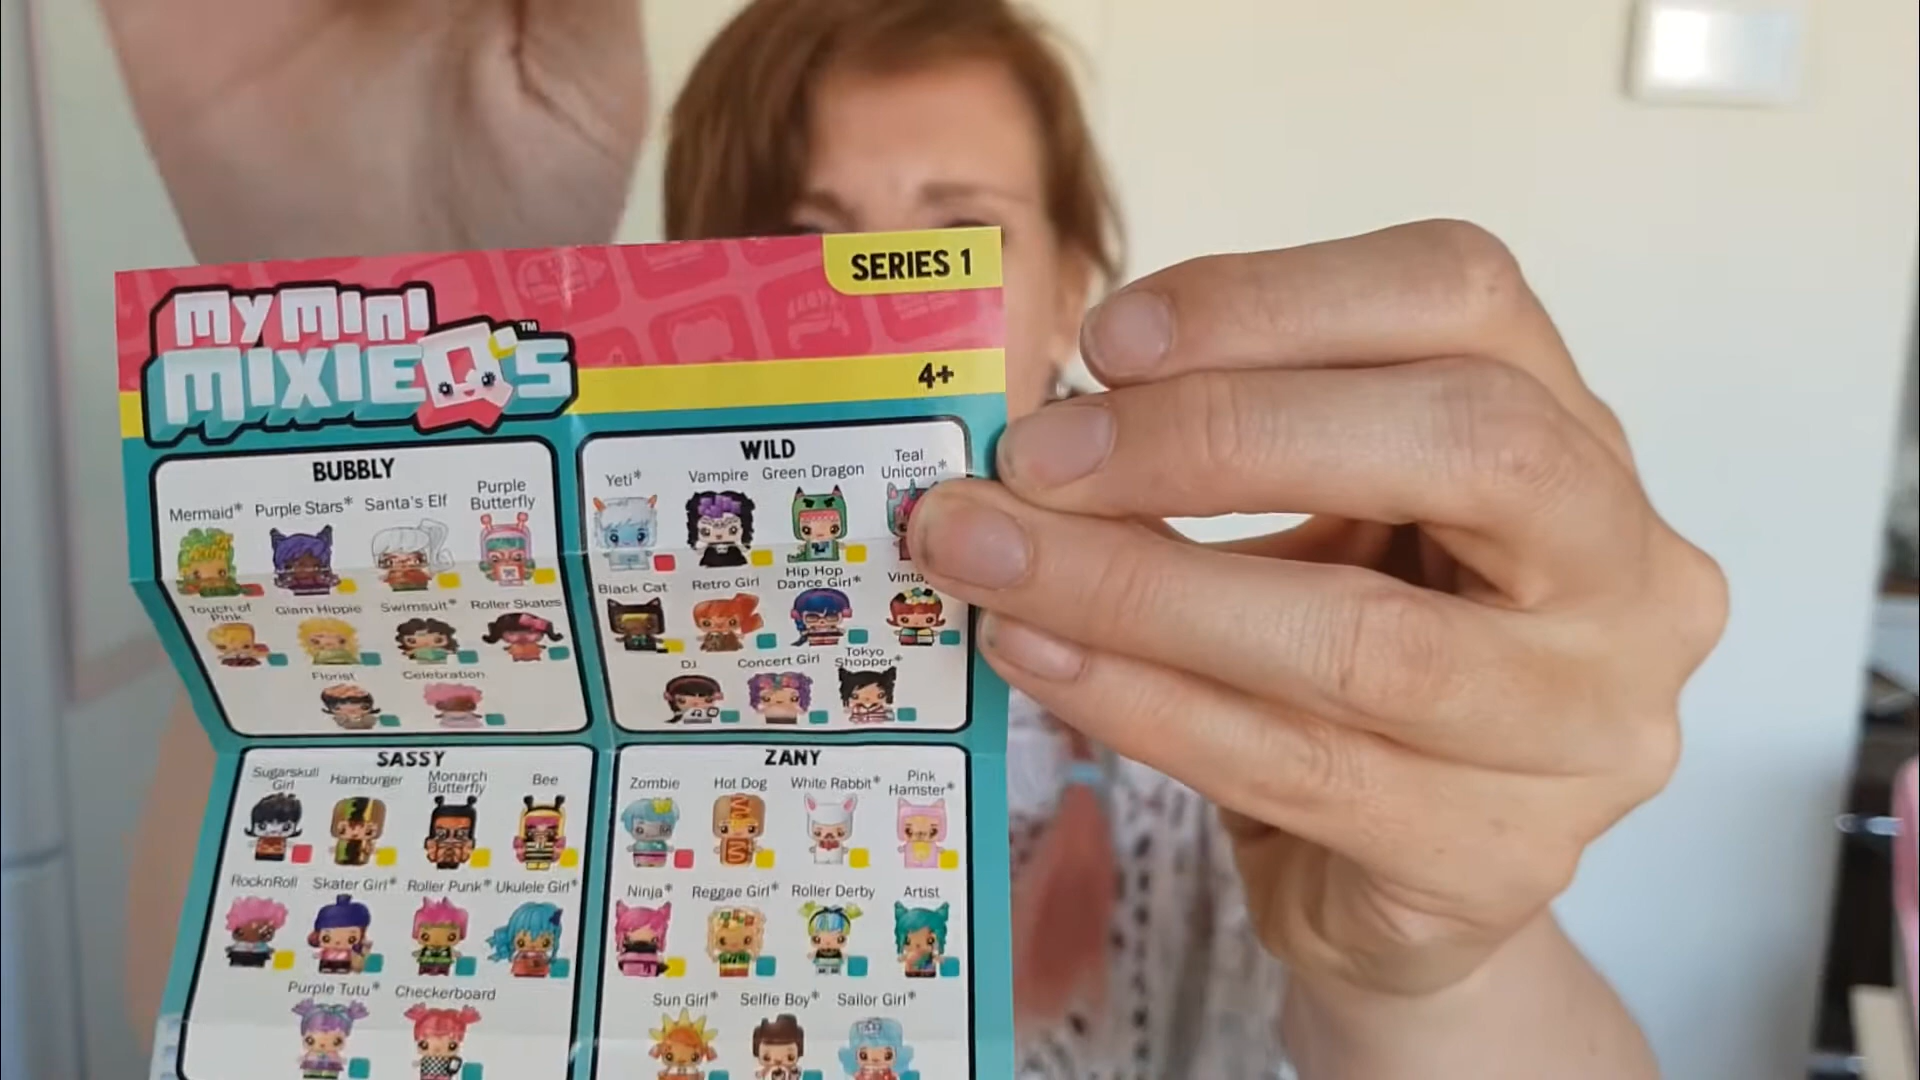 SERIES 1
My Mini
MIXIEQ'S™
4+
BUBBLY
Mermaid* Purple Stars* Santa's Elf Purple Butterfly
Touch of Pink Glam Hippie Swimsuit* Roller Skates
Florist Celebration
WILD
Yeti* Vampire Green Dragon Teal Unicorn*
Black Cat Retro Girl Hip Hop Dance Girl*
DJ Concert Girl Tokyo Shopper*
SASSY
Sugarskull Girl Hamburger Monarch Butterfly Bee
RocknRoll Skater Girl* Roller Punk* Ukulele Girl*
Purple Tutu* Checkerboard
ZANY
Zombie Hot Dog White Rabbit* Pink Hamster*
Ninja* Reggae Girl* Roller Derby Artist
Sun Girl* Selfie Boy* Sailor Girl*